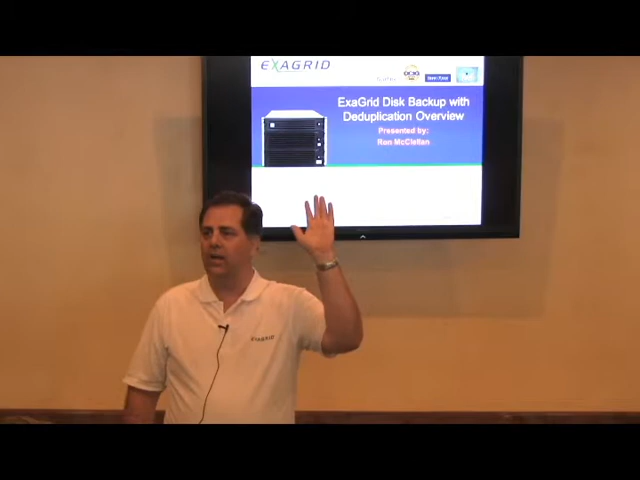 EXAGRID
ExaGrid Disk Backup with
Deduplication Overview
Presented by:
Ron McClellan
EXAGRID